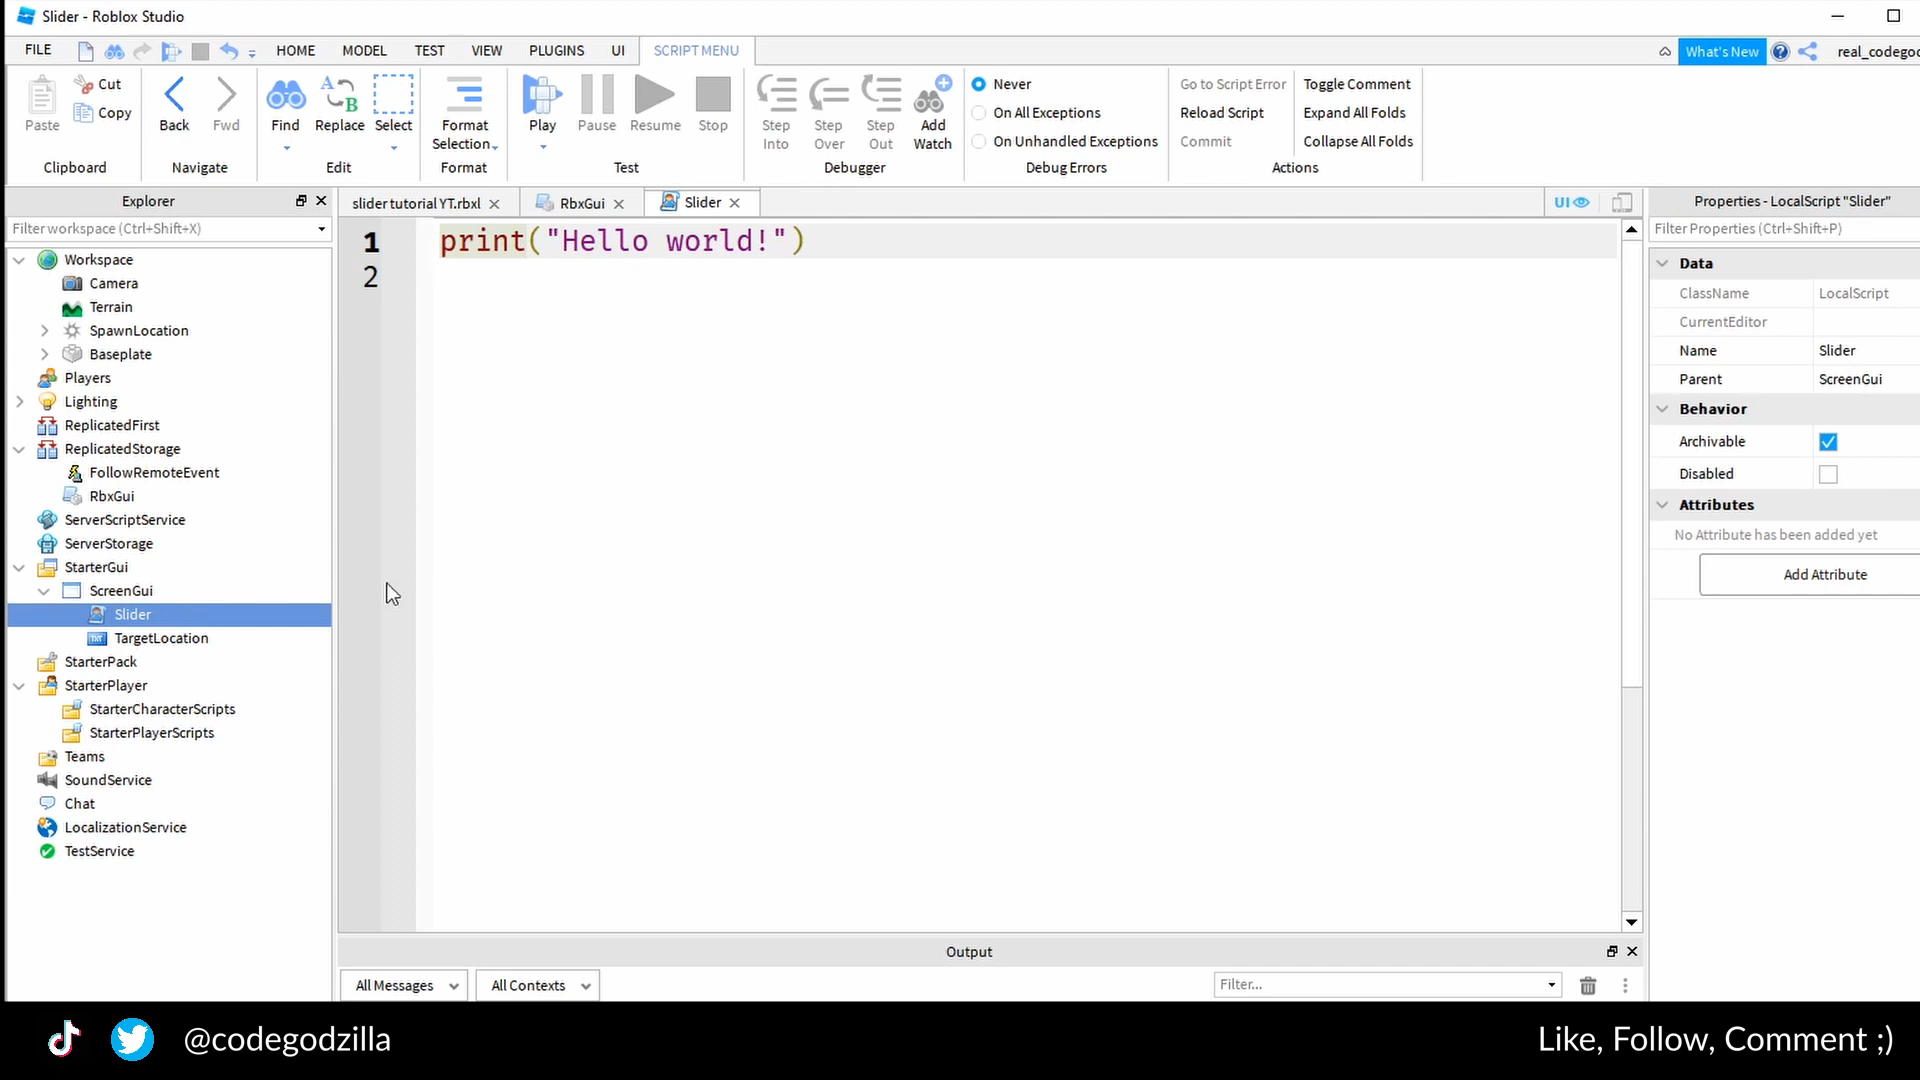 Slider - Roblox Studio
FILE
HOME
MODEL
TEST
VIEW
PLUGINS
UI
SCRIPT MENU
What's New
real_codegoc
Paste
Cut
Copy
Clipboard
Back
Fwd
Navigate
Find
Replace
Select
Edit
Format
Selection
Format
Play
Pause
Resume
Stop
Test
Step
Into
Step
Over
Step
Out
Add
Watch
Debugger
Never
On All Exceptions
On Unhandled Exceptions
Debug Errors
Go to Script Error
Reload Script
Commit
Toggle Comment
Expand All Folds
Collapse All Folds
Actions
Explorer
Filter workspace (Ctrl+Shift+X)
Workspace
Camera
Terrain
SpawnLocation
Baseplate
Players
Lighting
ReplicatedFirst
ReplicatedStorage
FollowRemoteEvent
RbxGui
ServerScriptService
ServerStorage
StarterGui
ScreenGui
Slider
TargetLocation
StarterPack
StarterPlayer
StarterCharacterScripts
StarterPlayerScripts
Teams
SoundService
Chat
LocalizationService
TestService
slider tutorial YT.rbxl
RbxGui
Slider
UI
1 print("Hello world!")
2
Output
All Messages
All Contexts
Filter...
Properties - LocalScript "Slider"
Filter Properties (Ctrl+Shift+P)
Data
ClassName LocalScript
CurrentEditor
Name Slider
Parent ScreenGui
Behavior
Archivable
Disabled
Attributes
No Attribute has been added yet
Add Attribute
@codegodzilla
Like, Follow, Comment ;)